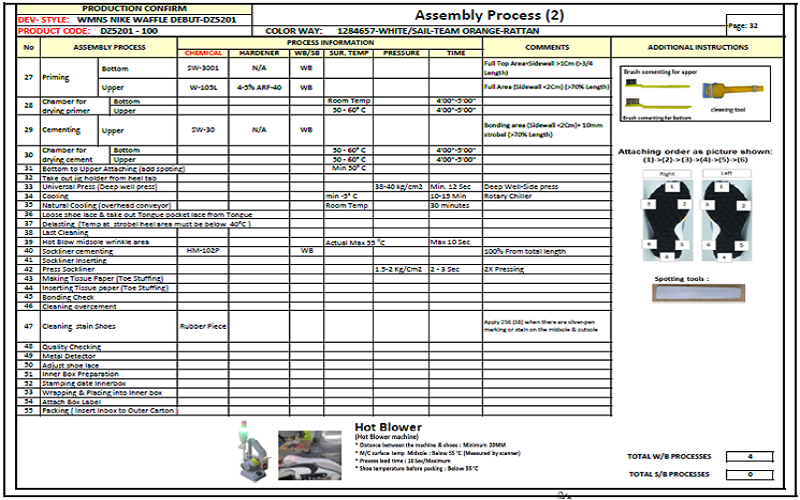 PRODUCTION CONFIRM
DEV- STYLE: WMNS NIKE WAFFLE DEBUT-DZ5201
PRODUCT CODE: DZ5201 - 100
Assembly Process (2)
COLOR WAY: 1284657-WHITE/SAIL-TEAM ORANGE-RATTAN
Page: 32
No ASSEMBLY PROCESS PROCESS INFORMATION COMMENTS ADDITIONAL INSTRUCTIONS
CHEMICAL HARDENER WB/SB SUR. TEMP PRESSURE TIME
27 Priming Bottom SW-3001 N/A WB Full Top Area+Sidewall >1Cm (>3/4 Length)
Upper W-105L 4-5% ARF-40 WB Full Area (Sidewall <2Cm) (>70% Length)
28 Chamber for drying primer Bottom Room Temp 4'00"-5'00"
Upper 50 - 60° C 4'00"-5'00"
29 Cementing Upper SW-30 N/A WB Bonding area (Sidewall <2Cm)+ 10mm strobel (>70% Length)
30 Chamber for drying cement Bottom 50 - 60° C 4'00"-5'00"
Upper 50 - 60° C 4'00"-5'00"
31 Bottom to Upper Attaching (add spoting) Min 50° C
32 Take out jig holder from heel tab
33 Universal Press (Deep well press) 38-40 kg/cm2 Min. 12 Sec Deep Well-Side press
34 Cooling min -5° C 10-15 Min Rotary Chiller
35 Natural Cooling (overhead conveyor) Room Temp 30 minutes
36 Loose shoe lace & take out Tongue pocket lace from Tongue
37 Delasting (Temp at strobel heel area must be below 40°C )
38 Last Cleaning
39 Hot Blow midsole wrinkle area Actual Max 55 °C Max 10 Sec
40 Sockliner cementing HM-102P WB 100% From total length
41 Sockliner Inserting
42 Press Sockliner 1.5-2 Kg/Cm2 2 - 3 Sec 2X Pressing
43 Making Tissue Paper (Toe Stuffing)
44 Inserting Tissue paper (Toe Stuffing)
45 Bonding Check
46 Cleaning overcement
47 Cleaning stain Shoes Rubber Piece Apply 256 (SB) when there are silver-pen marking or stain on the midsole & outsole
48 Quality Checking
49 Metal Detector
50 Adjust shoe lace
51 Inner Box Preparation
52 Stamping date Innerbox
53 Wrapping & Placing into Inner box
54 Attach Box Label
55 Packing ( Insert Inbox to Outer Carton )
Brush cementing for upper
cleaning tool
Brush cementing for bottom
Attaching order as picture shown:
(1)->(2)->(3)->(4)->(5)->(6)
Right Left
1 1
3 2 3 2
6 5 6 5
4 4
Spotting tools :
Hot Blower
(Hot Blower machine)
* Distance between the machine & shoes : Minimum 20MM
* M/C surface temp Midsole : Below 55 °C (Measured by scanner)
* Process lead time : 10 Sec/Maximum
* Shoe temperature before packing : Below 35 °C
TOTAL W/B PROCESSES 4
TOTAL S/B PROCESSES 0